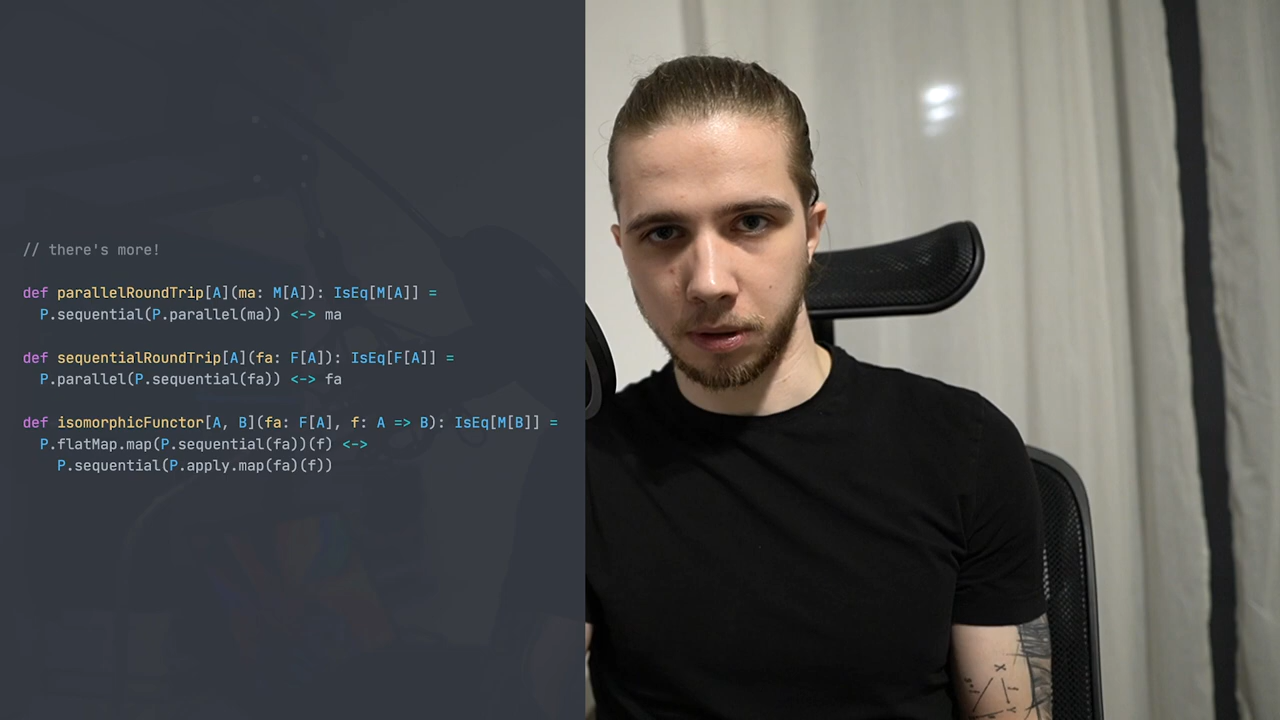 // there's more!
def parallelRoundTrip[A](ma: M[A]): IsEq[M[A]] =
  P.sequential(P.parallel(ma)) <-> ma
def sequentialRoundTrip[A](fa: F[A]): IsEq[F[A]] =
  P.parallel(P.sequential(fa)) <-> fa
def isomorphicFunctor[A, B](fa: F[A], f: A => B): IsEq[M[B]] =
  P.flatMap.map(P.sequential(fa))(f) <->
    P.sequential(P.apply.map(fa)(f))